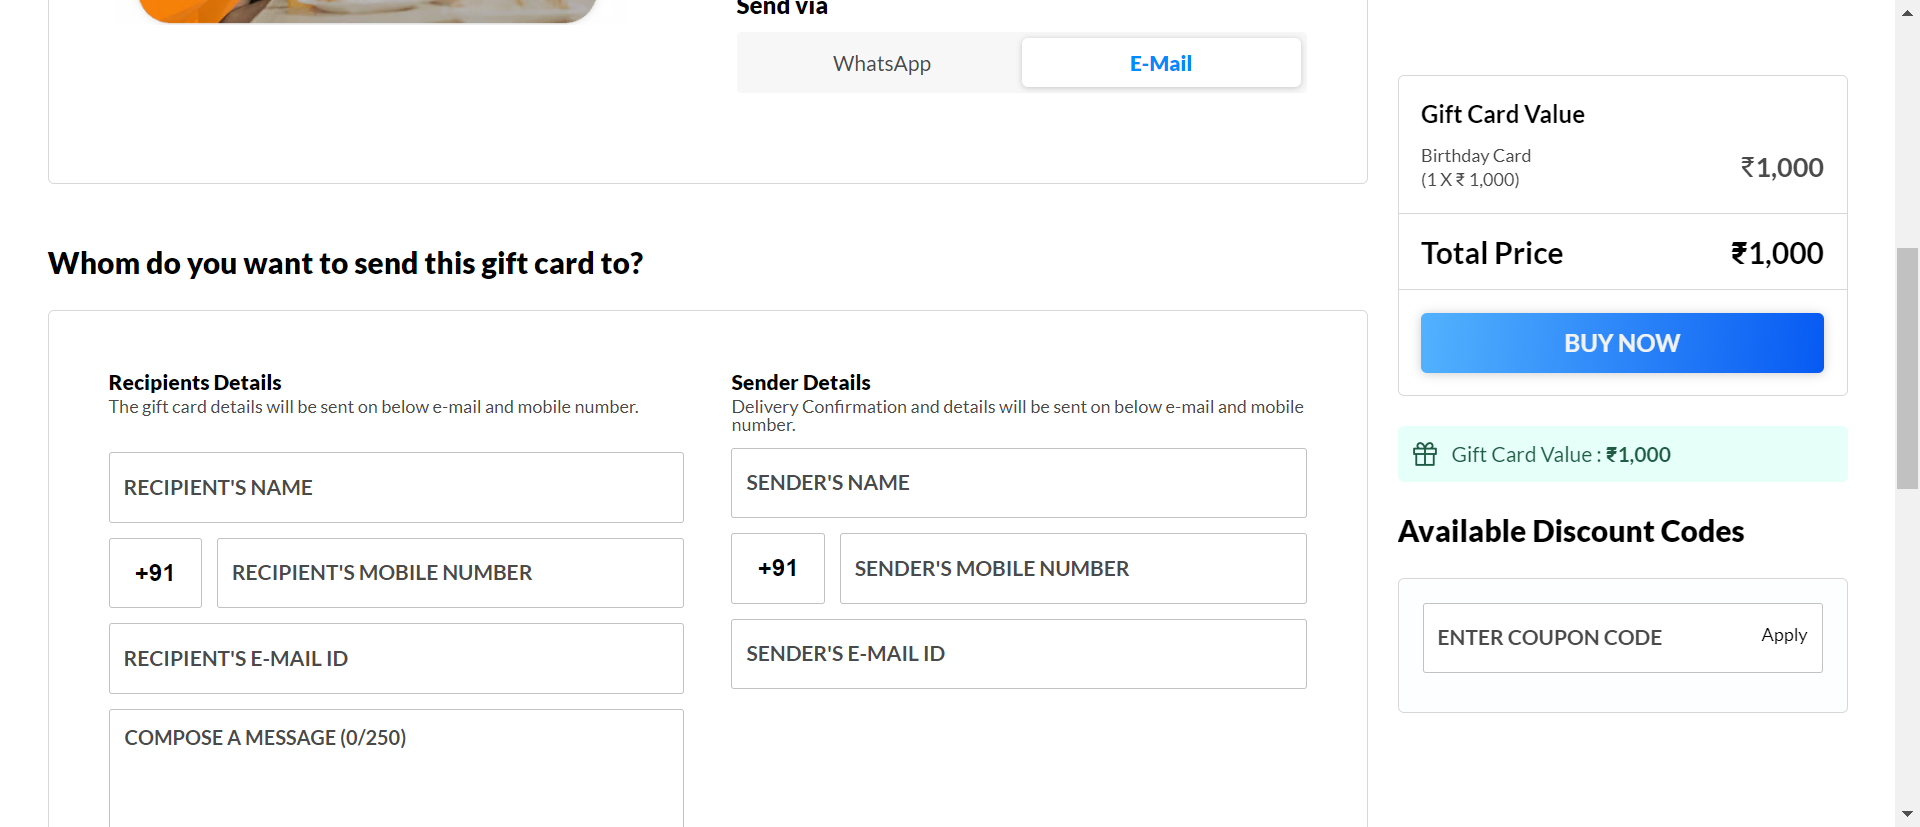 Send via
WhatsApp
E-Mail
Whom do you want to send this gift card to?
Recipients Details
The gift card details will be sent on below e-mail and mobile number.
RECIPIENT'S NAME
+91
RECIPIENT'S MOBILE NUMBER
RECIPIENT'S E-MAIL ID
COMPOSE A MESSAGE (0/250)
Sender Details
Delivery Confirmation and details will be sent on below e-mail and mobile
number.
SENDER'S NAME
+91
SENDER'S MOBILE NUMBER
SENDER'S E-MAIL ID
Gift Card Value
Birthday Card
(1 X ₹ 1,000)
₹1,000
Total Price
₹1,000
BUY NOW
Gift Card Value : ₹1,000
Available Discount Codes
ENTER COUPON CODE
Apply